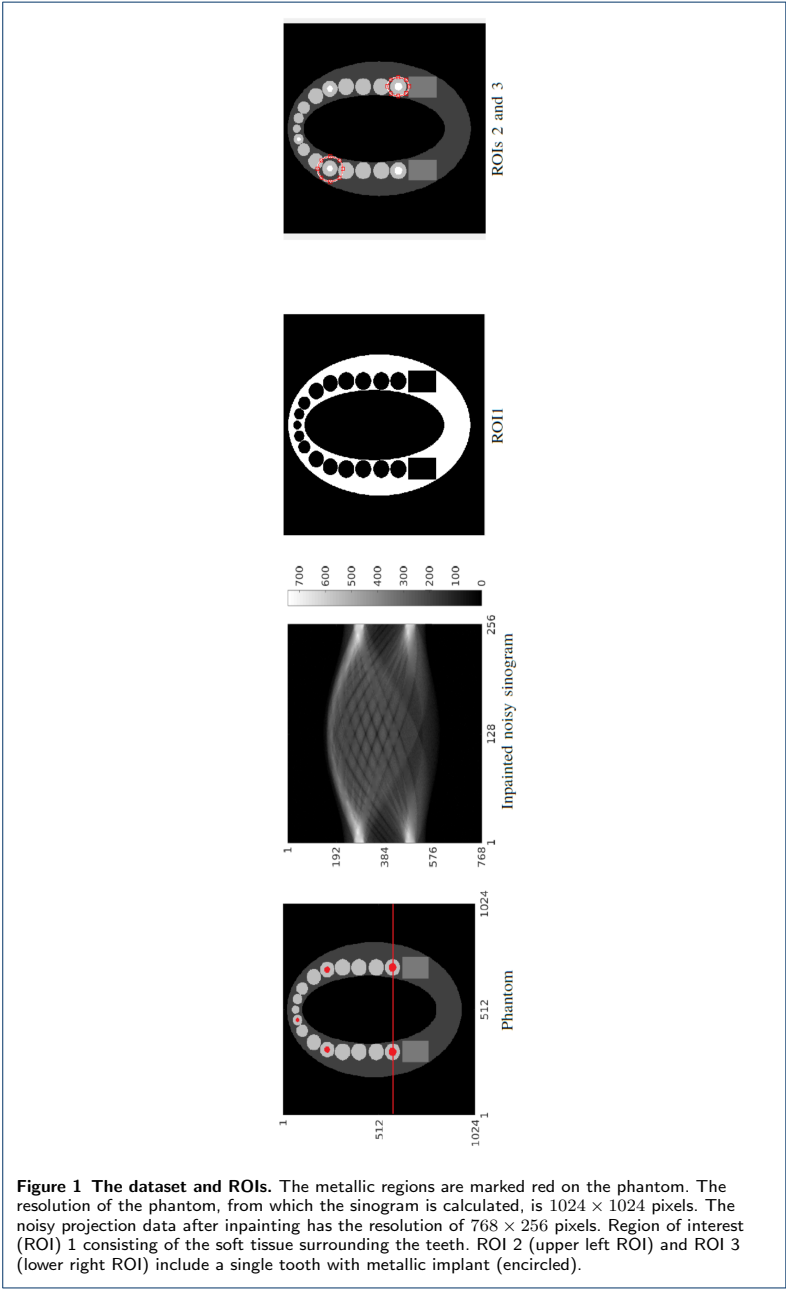 1
512
1024
1
512
1024
Phantom
1
192
384
576
768
1
128
256
Inpainted noisy sinogram
700
600
500
400
300
200
100
0
ROI1
ROIs 2 and 3
Figure 1 The dataset and ROIs. The metallic regions are marked red on the phantom. The
resolution of the phantom, from which the sinogram is calculated, is 1024 × 1024 pixels. The
noisy projection data after inpainting has the resolution of 768 × 256 pixels. Region of interest
(ROI) 1 consisting of the soft tissue surrounding the teeth. ROI 2 (upper left ROI) and ROI 3
(lower right ROI) include a single tooth with metallic implant (encircled).